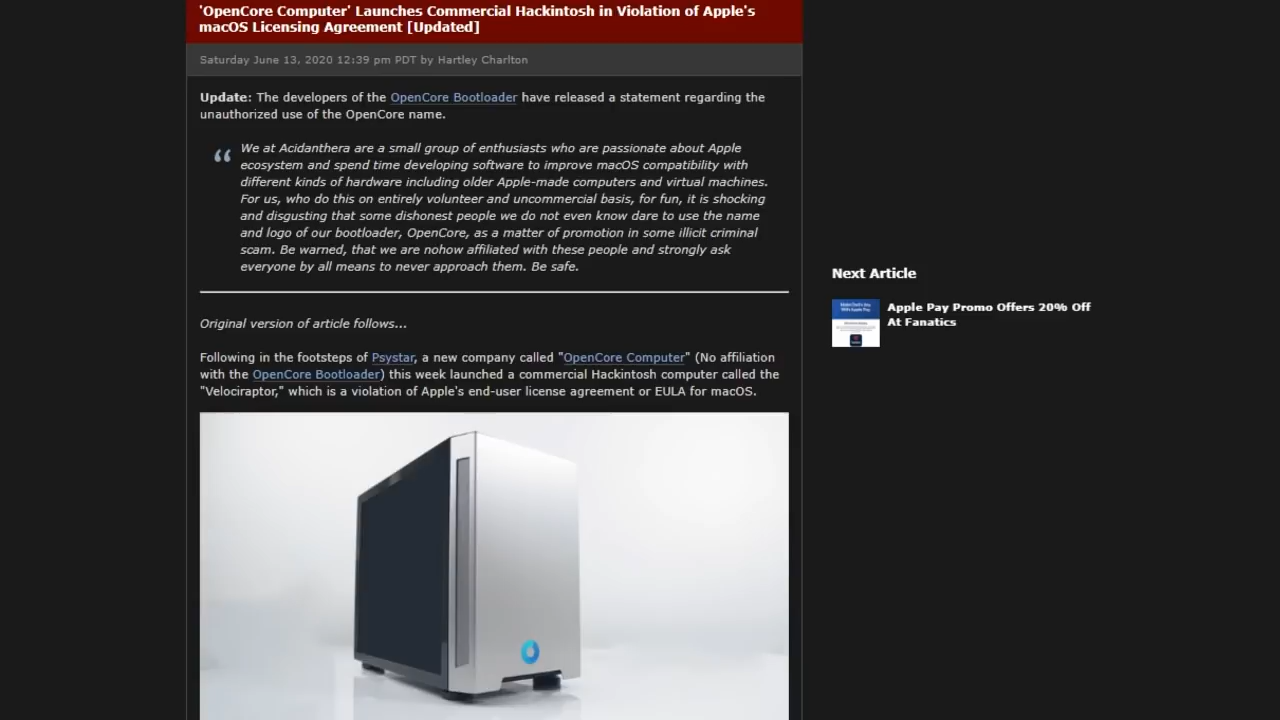 'OpenCore Computer' Launches Commercial Hackintosh in Violation of Apple's
macOS Licensing Agreement [Updated]
Saturday June 13, 2020 12:39 pm PDT by Hartley Charlton
Update: The developers of the OpenCore Bootloader have released a statement regarding the
unauthorized use of the OpenCore name.
“ We at Acidanthera are a small group of enthusiasts who are passionate about Apple
ecosystem and spend time developing software to improve macOS compatibility with
different kinds of hardware including older Apple-made computers and virtual machines.
For us, who do this on entirely volunteer and uncommercial basis, for fun, it is shocking
and disgusting that some dishonest people we do not even know dare to use the name
and logo of our bootloader, OpenCore, as a matter of promotion in some illicit criminal
scam. Be warned, that we are nohow affiliated with these people and strongly ask
everyone by all means to never approach them. Be safe.
Original version of article follows...
Following in the footsteps of Psystar, a new company called "OpenCore Computer" (No affiliation
with the OpenCore Bootloader) this week launched a commercial Hackintosh computer called the
"Velociraptor," which is a violation of Apple's end-user license agreement or EULA for macOS.
Next Article
Apple Pay Promo Offers 20% Off
At Fanatics